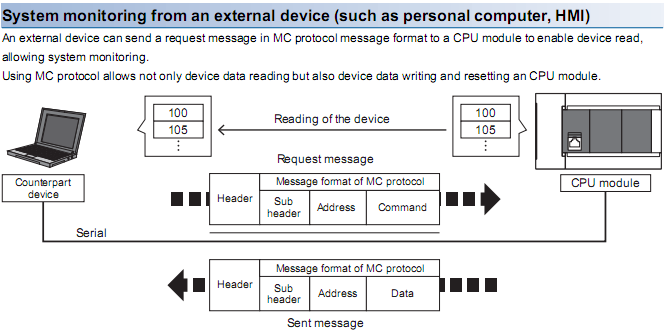 System monitoring from an external device (such as personal computer, HMI)
An external device can send a request message in MC protocol message format to a CPU module to enable device read,
allowing system monitoring.
Using MC protocol allows not only device data reading but also device data writing and resetting an CPU module.
100
105
Reading of the device
100
105
Request message
Counterpart
device
Header
Message format of MC protocol
Sub
header
Address
Command
CPU module
Serial
Header
Message format of MC protocol
Sub
header
Address
Data
Sent message